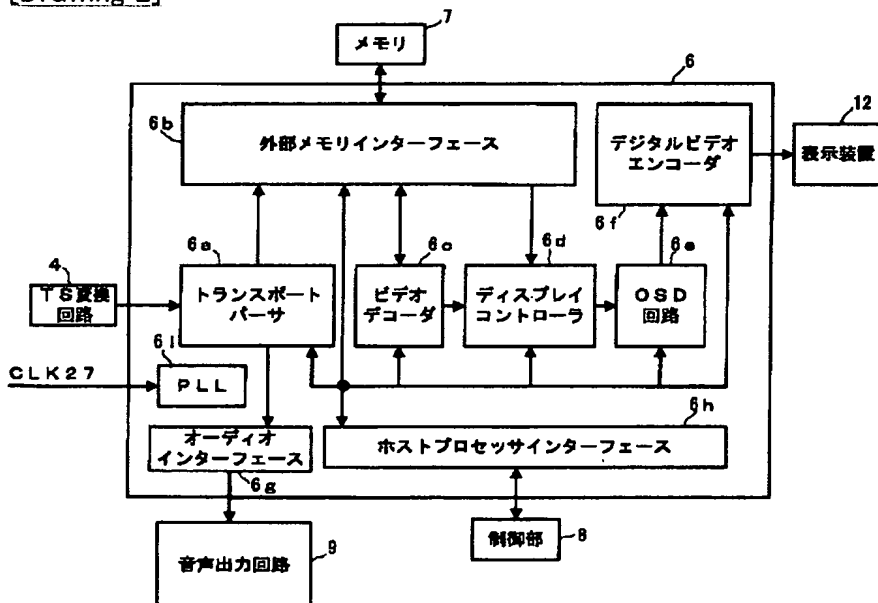 [Drawing 2]
7
メモリ
6
6b
外部メモリインターフェース
デジタルビデオ
エンコーダ
12
表示装置
6f
6a
6c
6d
6e
4
TS変換
回路
トランスポート
パーサ
ビデオ
デコーダ
ディスプレイ
コントローラ
OSD
回路
6i
CLK27
PLL
6h
オーディオ
インターフェース
ホストプロセッサインターフェース
6g
制御部
8
9
音声出力回路